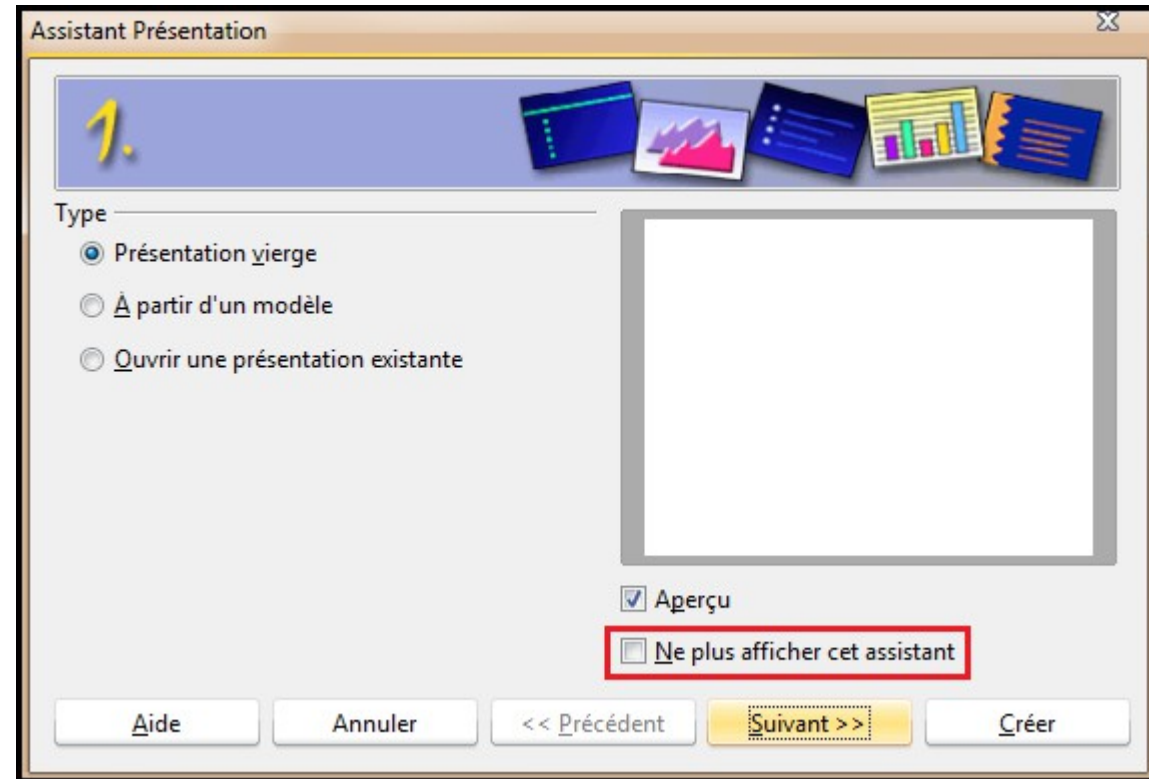 Assistant Présentation
1.
Type
Présentation vierge
À partir d'un modèle
Ouvrir une présentation existante
Aperçu
Ne plus afficher cet assistant
Aide Annuler << Précédent Suivant >> Créer